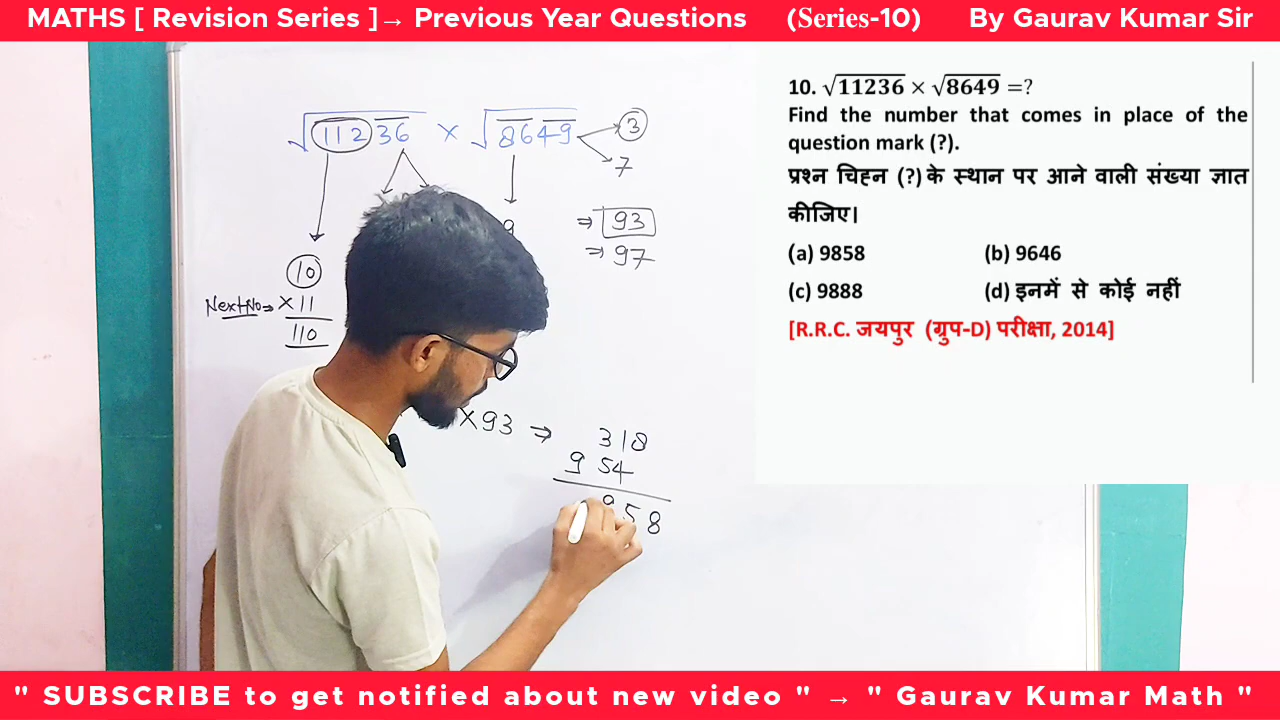 MATHS [ Revision Series ]→ Previous Year Questions (Series-10) By Gaurav Kumar Sir
√11236 × √8649
3
7
9
⇒ 93
⇒ 97
10
Next No ⇒ ×11
110
×93 ⇒ 318
954
958
10. √11236 × √8649 =?
Find the number that comes in place of the
question mark (?).
प्रश्न चिह्न (?) के स्थान पर आने वाली संख्या ज्ञात
कीजिए।
(a) 9858 (b) 9646
(c) 9888 (d) इनमें से कोई नहीं
[R.R.C. जयपुर (ग्रुप-D) परीक्षा, 2014]
" SUBSCRIBE to get notified about new video " → " Gaurav Kumar Math "